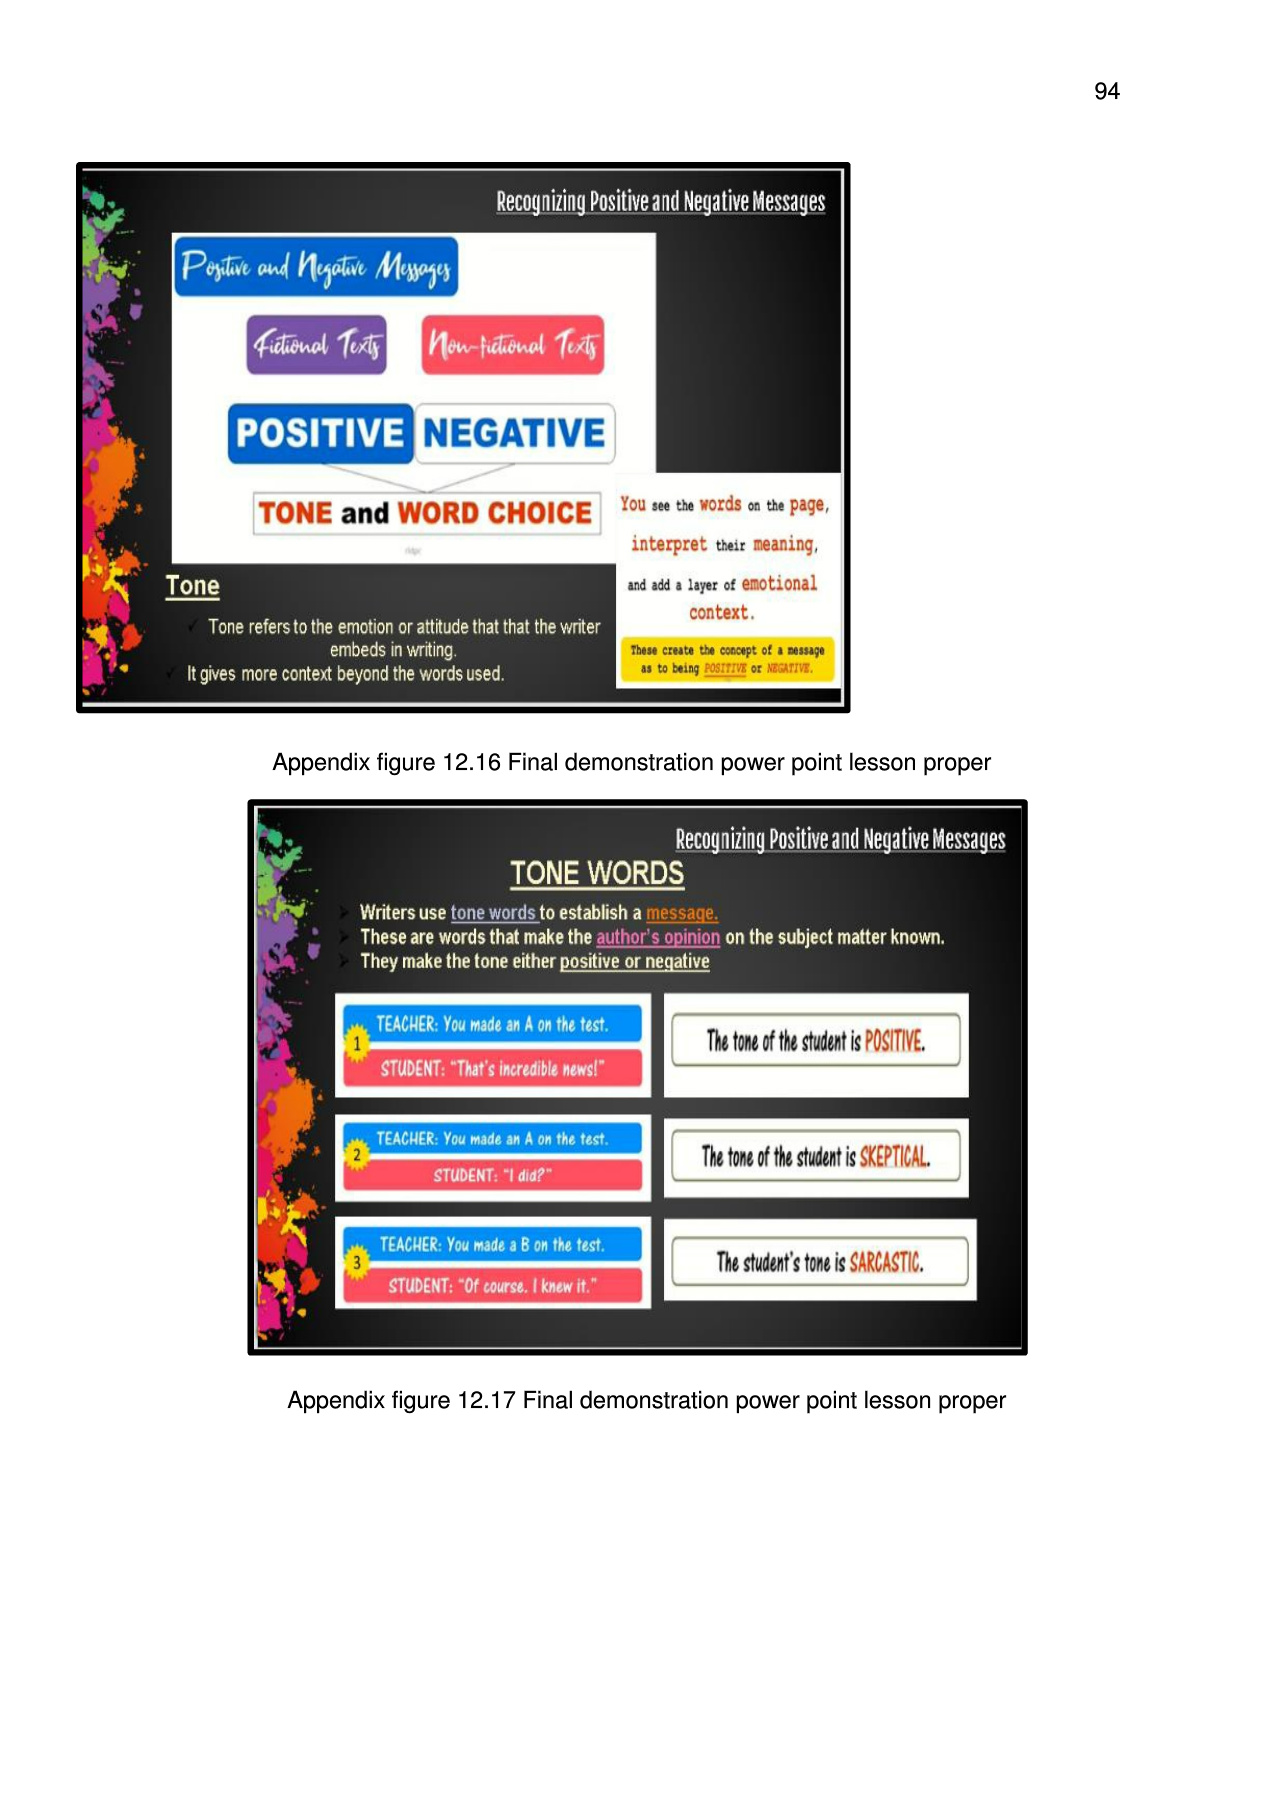 94
Recognizing Positive and Negative Messages
Positive and Negative Messages
Fictional Texts
Non-fictional Texts
POSITIVE NEGATIVE
TONE and WORD CHOICE
You see the words on the page,
interpret their meaning,
and add a layer of emotional
context.
These create the concept of a message
as to being POSITIVE or NEGATIVE.
Tone
Tone refers to the emotion or attitude that that the writer
embeds in writing.
It gives more context beyond the words used.
Appendix figure 12.16 Final demonstration power point lesson proper
Recognizing Positive and Negative Messages
TONE WORDS
Writers use tone words to establish a message.
These are words that make the author's opinion on the subject matter known.
They make the tone either positive or negative
1
TEACHER: You made an A on the test.
STUDENT: "That's incredible news!"
The tone of the student is POSITIVE.
2
TEACHER: You made an A on the test.
STUDENT: "I did?"
The tone of the student is SKEPTICAL.
3
TEACHER: You made a B on the test.
STUDENT: "Of course. I knew it."
The student's tone is SARCASTIC.
Appendix figure 12.17 Final demonstration power point lesson proper